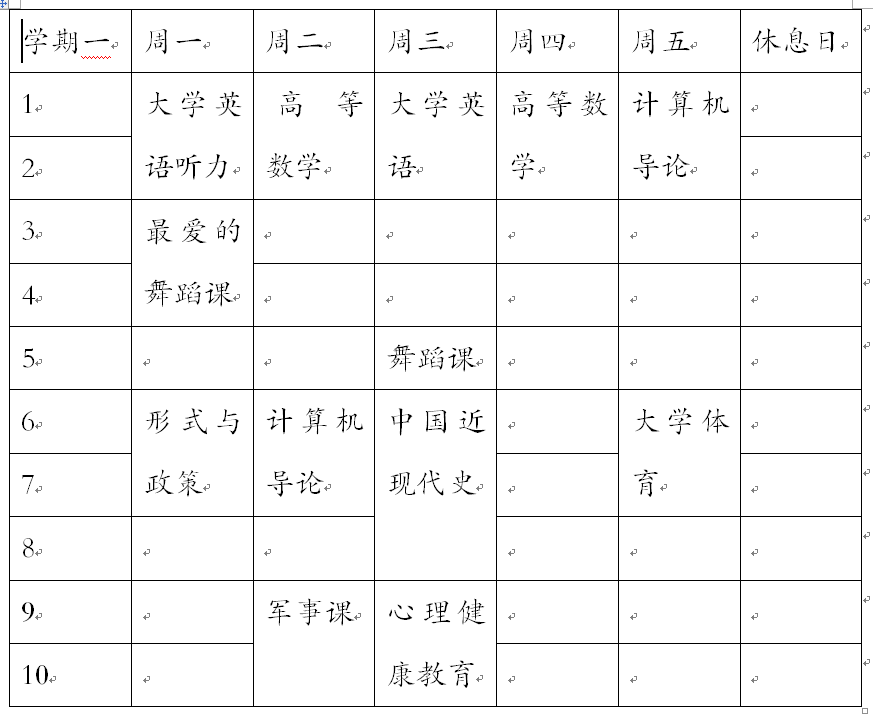 学期一 周一 周二 周三 周四 周五 休息日
1 大学英 高等 大学英 高等数 计算机
2 语听力 数学 语 学 导论
3 最爱的
4 舞蹈课
5 舞蹈课
6 形式与 计算机 中国近 大学体
7 政策 导论 现代史 育
8
9 军事课 心理健
10 康教育